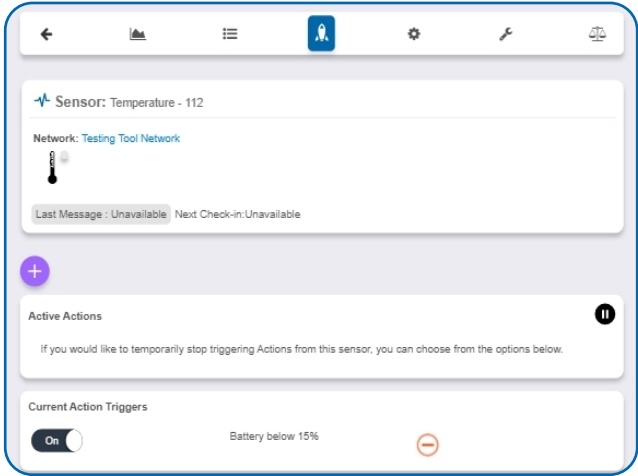 Sensor: Temperature - 112
Network: Testing Tool Network
Last Message : Unavailable Next Check-in:Unavailable
Active Actions
If you would like to temporarily stop triggering Actions from this sensor, you can choose from the options below.
Current Action Triggers
On Battery below 15%